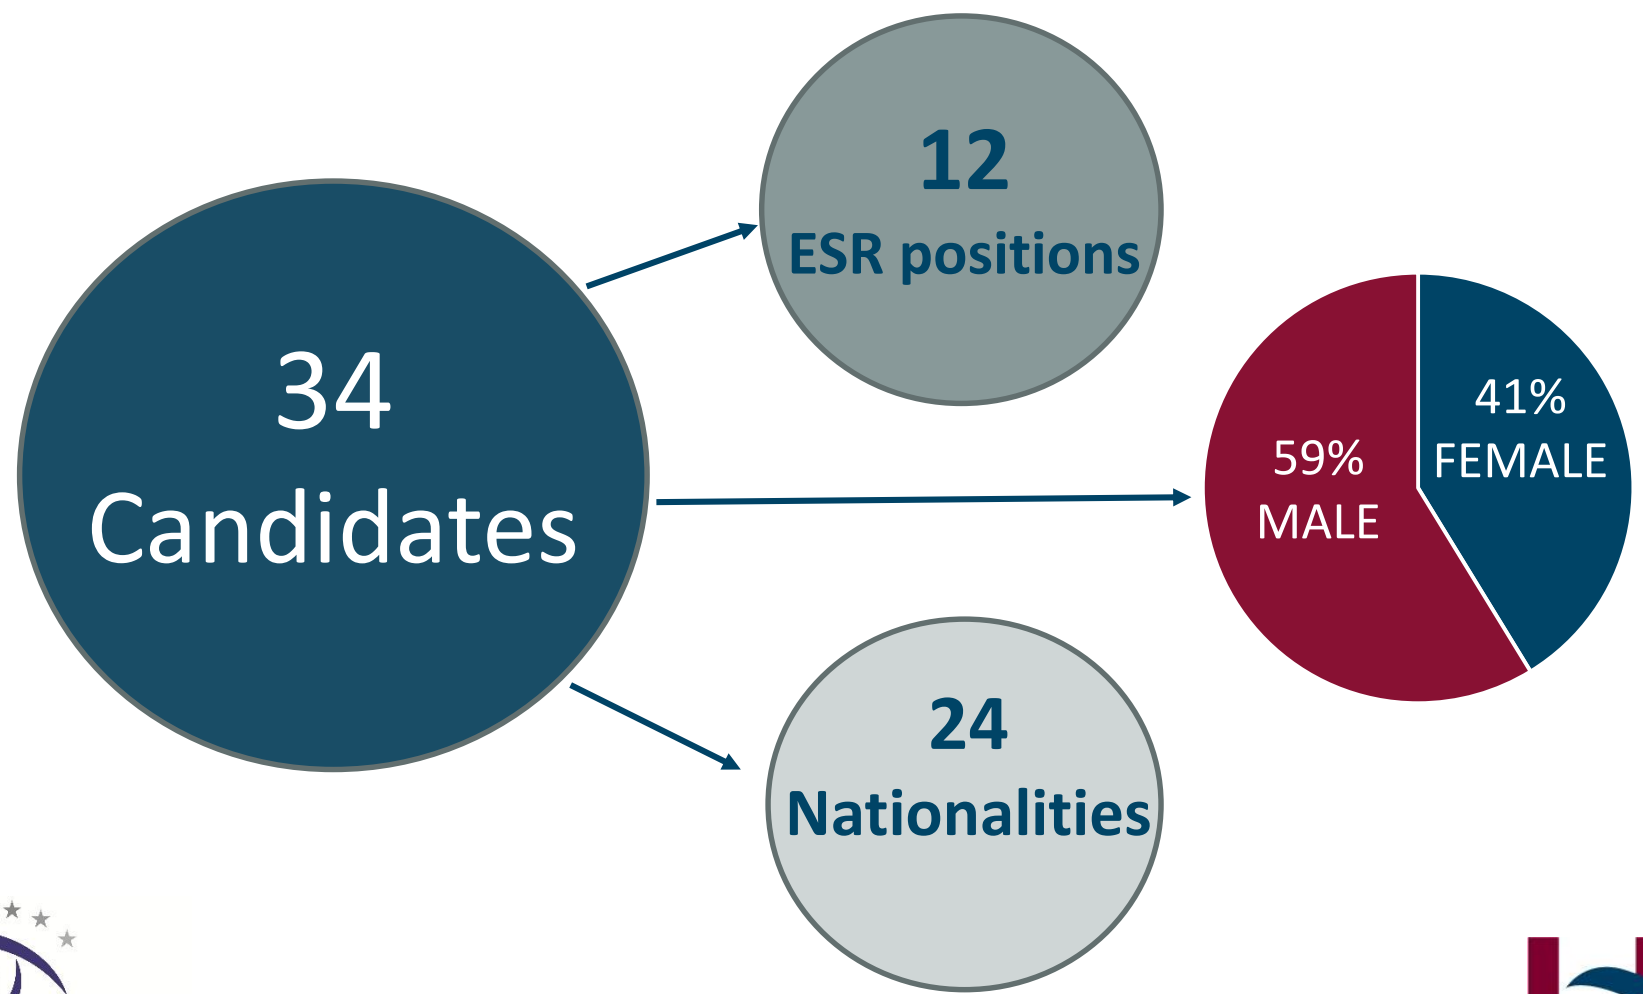 34
Candidates
12
ESR positions
59%
MALE
41%
FEMALE
24
Nationalities